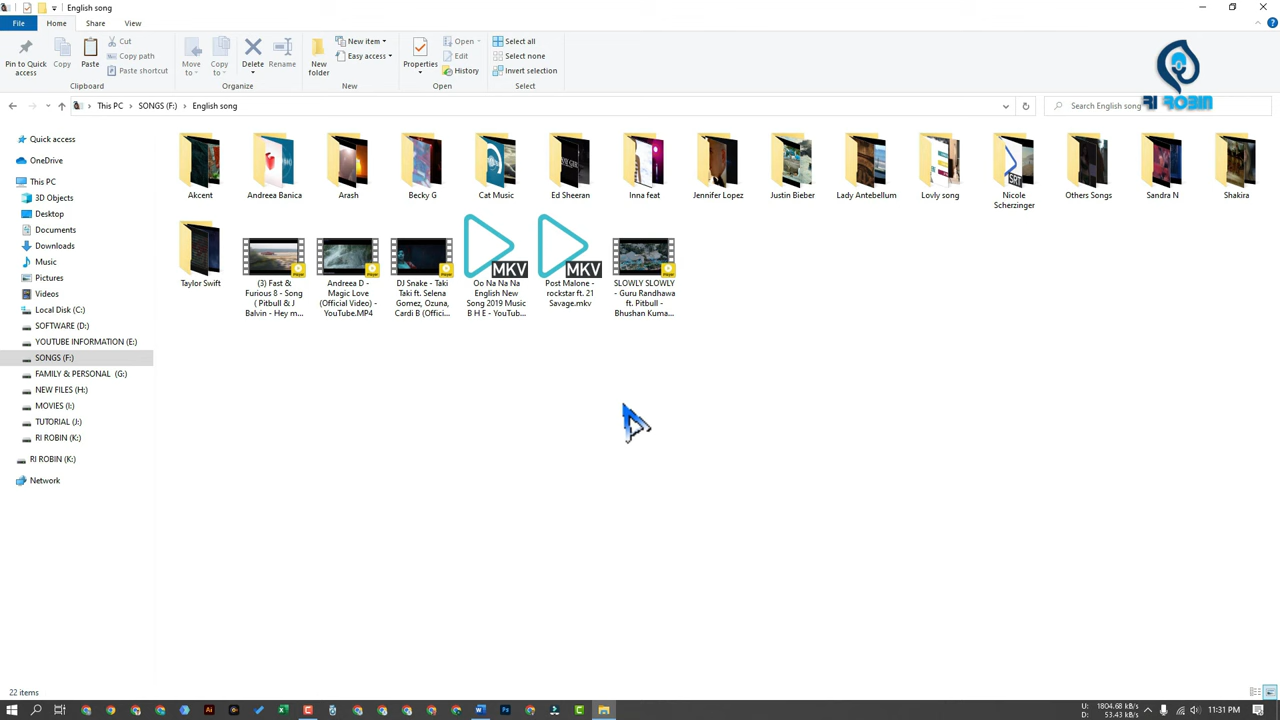 English song
File
Home
Share
View
Pin to Quick
access
Copy
Paste
Cut
Copy path
Paste shortcut
Clipboard
Move
to
Copy
to
Delete
Rename
Organize
New
folder
New item
Easy access
New
Properties
Open
Edit
History
Open
Select all
Select none
Invert selection
Select
RI ROBIN
This PC
SONGS (F:)
English song
Search English song
Quick access
OneDrive
This PC
3D Objects
Desktop
Documents
Downloads
Music
Pictures
Videos
Local Disk (C:)
SOFTWARE (D:)
YOUTUBE INFORMATION (E:)
SONGS (F:)
FAMILY & PERSONAL (G:)
NEW FILES (H:)
MOVIES (I:)
TUTORIAL (J:)
RI ROBIN (K:)
RI ROBIN (K:)
Network
Akcent
Andreea Banica
Arash
Becky G
Cat Music
Ed Sheeran
Inna feat
Jennifer Lopez
Justin Bieber
Lady Antebellum
Lovly song
SRT
Nicole
Scherzinger
Others Songs
Sandra N
Shakira
Taylor Swift
(3) Fast &
Furious 8 - Song
( Pitbull & J
Balvin - Hey m...
Andreea D -
Magic Love
(Official Video) -
YouTube.MP4
DJ Snake - Taki
Taki ft. Selena
Gomez, Ozuna,
Cardi B (Offici...
MKV
Oo Na Na Na
English New
Song 2019 Music
B H E - YouTub...
MKV
Post Malone -
rockstar ft. 21
Savage.mkv
SLOWLY SLOWLY
- Guru Randhawa
ft. Pitbull -
Bhushan Kuma...
22 items
U: 1804.68 kB/s
D: 53.43 kB/s
11:31 PM